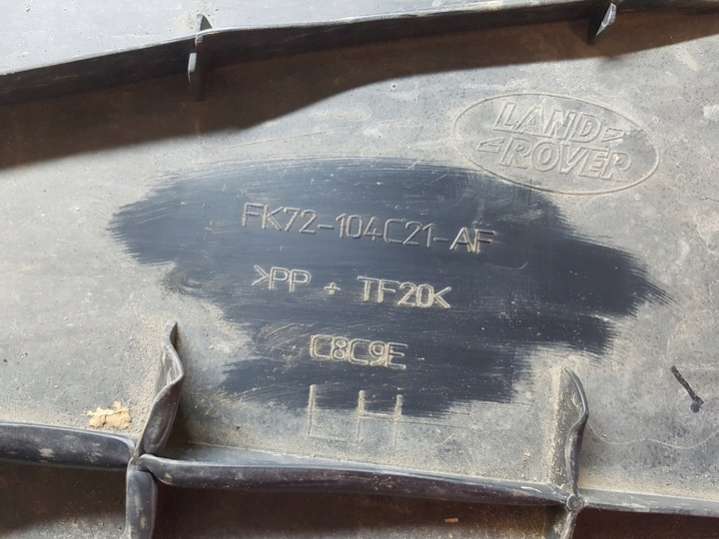 LAND
ROVER
FK72-104C21-AF
>PP + TF20<
C8C9E
LH